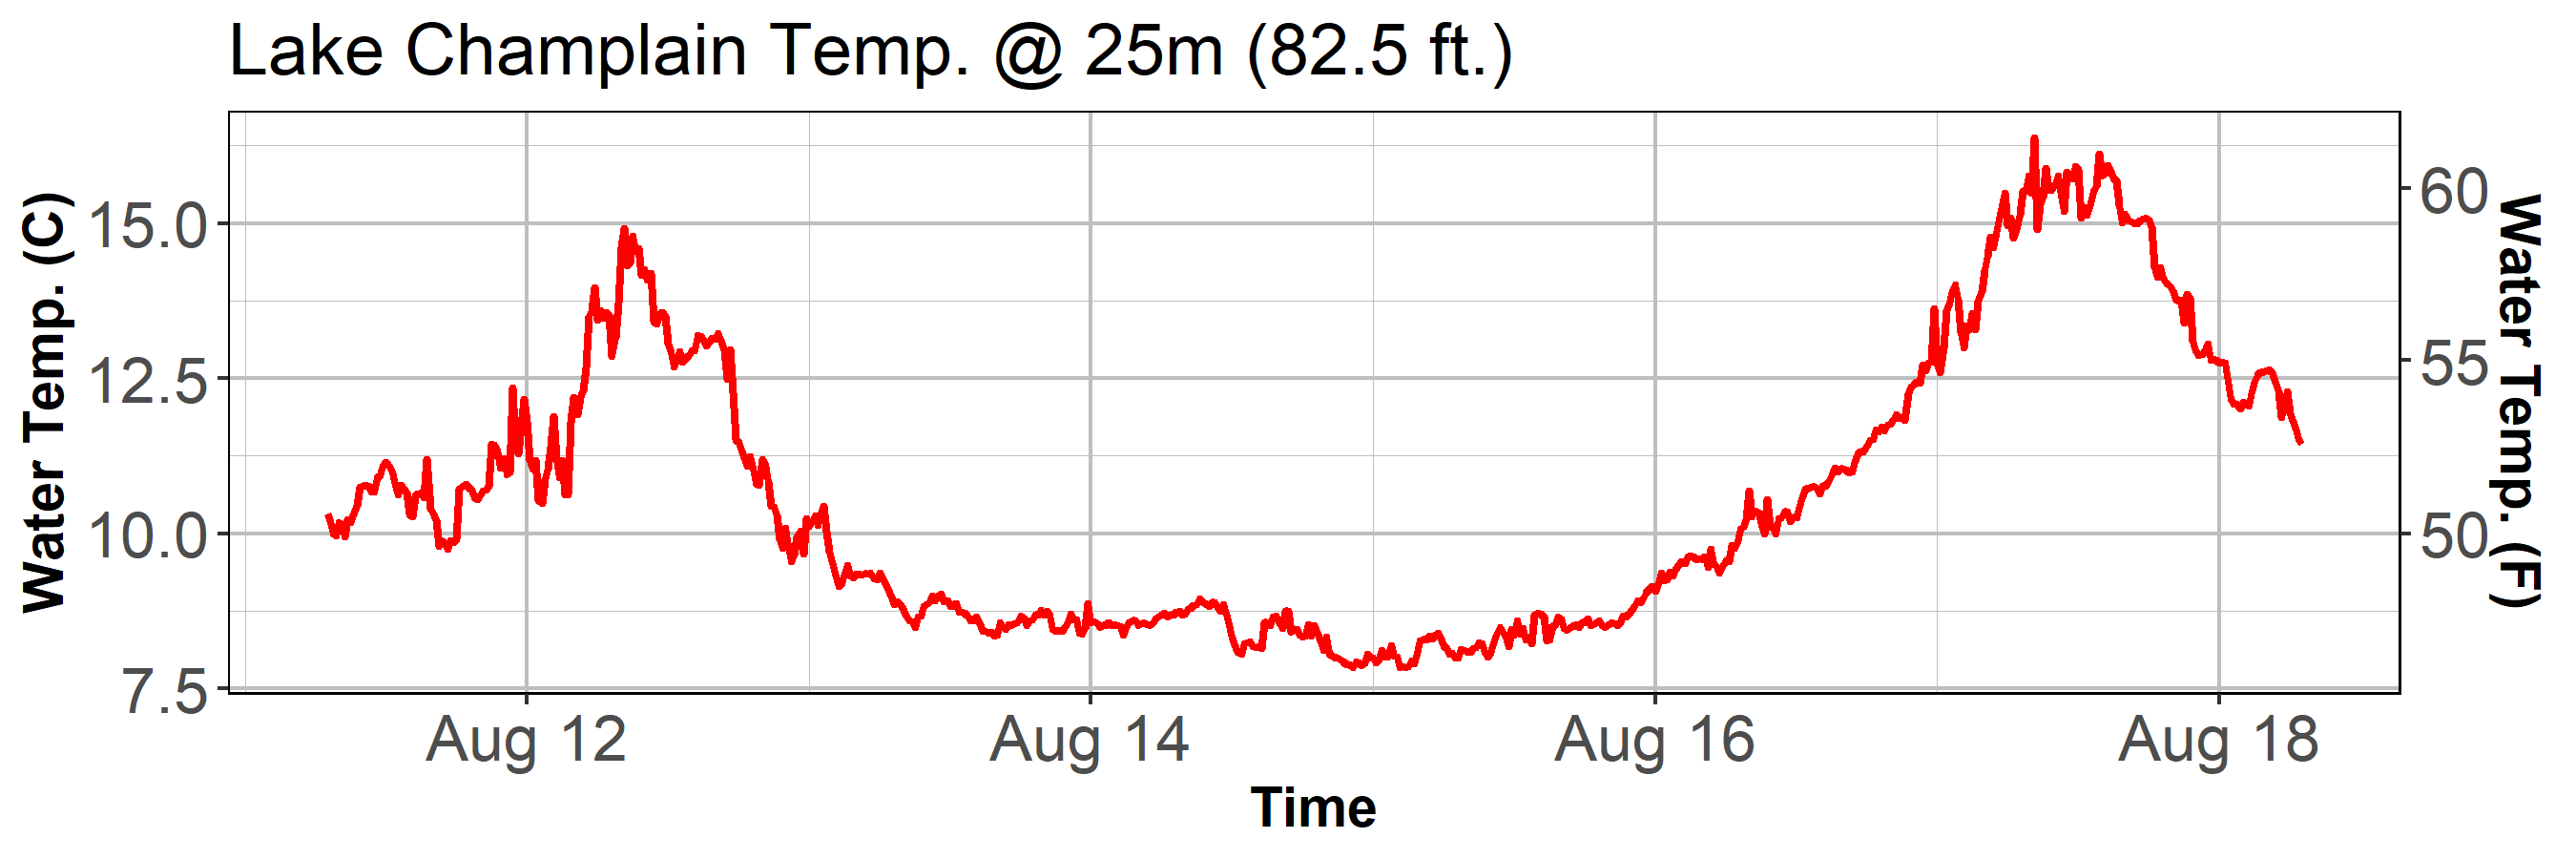 Lake Champlain Temp. @ 25m (82.5 ft.)
Water Temp. (C)
15.0
12.5
10.0
7.5
60
55
50
Water Temp. (F)
Aug 12
Aug 14
Aug 16
Aug 18
Time